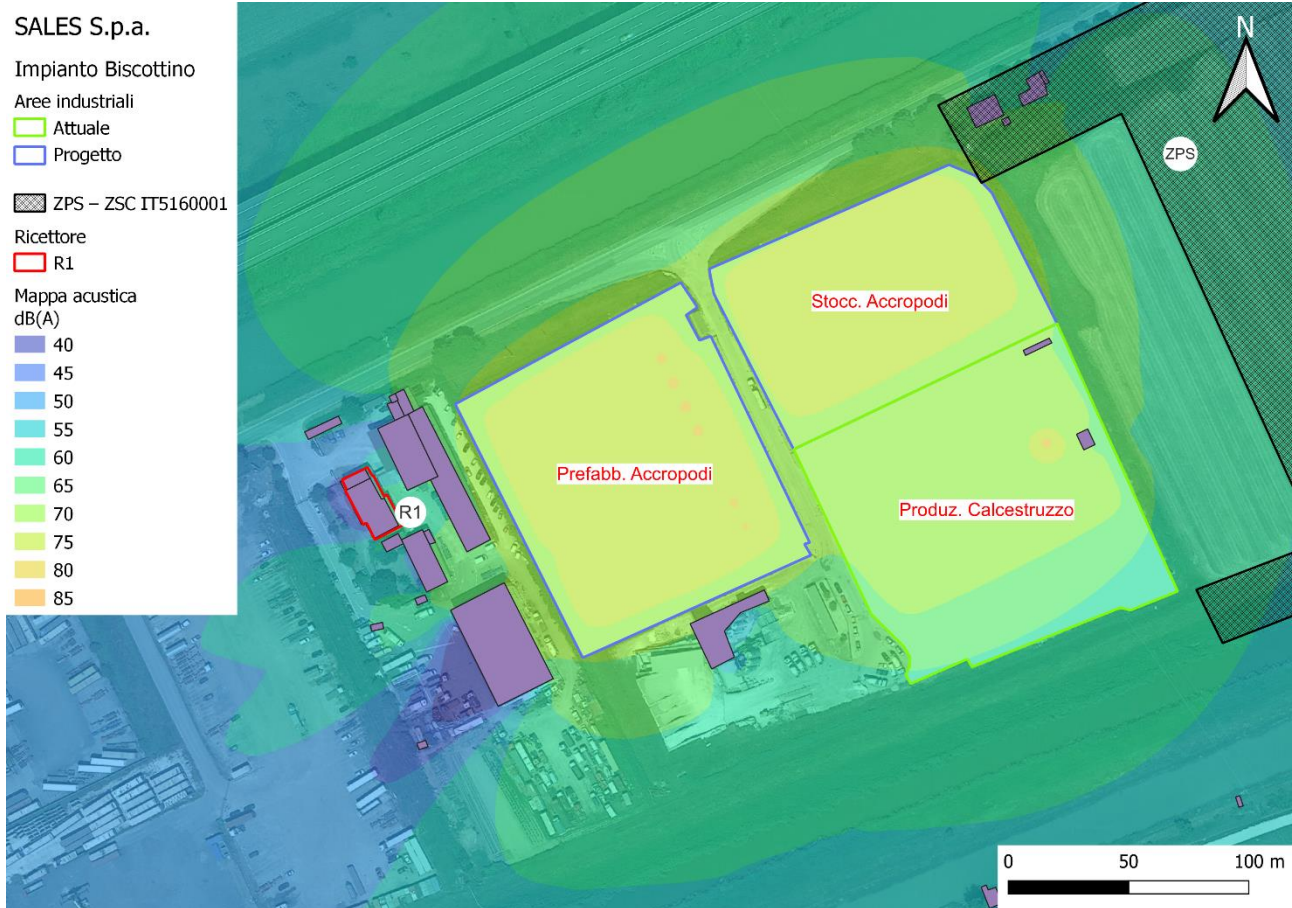 SALES S.p.a.
Impianto Biscottino
Aree industriali
Attuale
Progetto
ZPS – ZSC IT5160001
Ricettore
R1
Mappa acustica
dB(A)
40
45
50
55
60
65
70
75
80
85
N
ZPS
Stocc. Accropodi
Prefabb. Accropodi
Produz. Calcestruzzo
R1
0 50 100 m